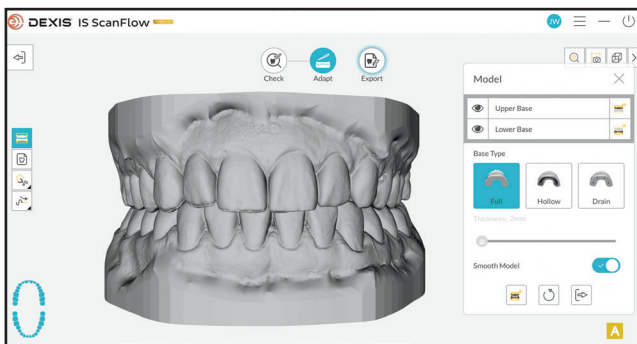 DEXIS IS ScanFlow
JW
Check
Adapt
Export
Model
Upper Base
Lower Base
Base Type
Full
Hollow
Drain
Thickness: 2mm
Smooth Model
A